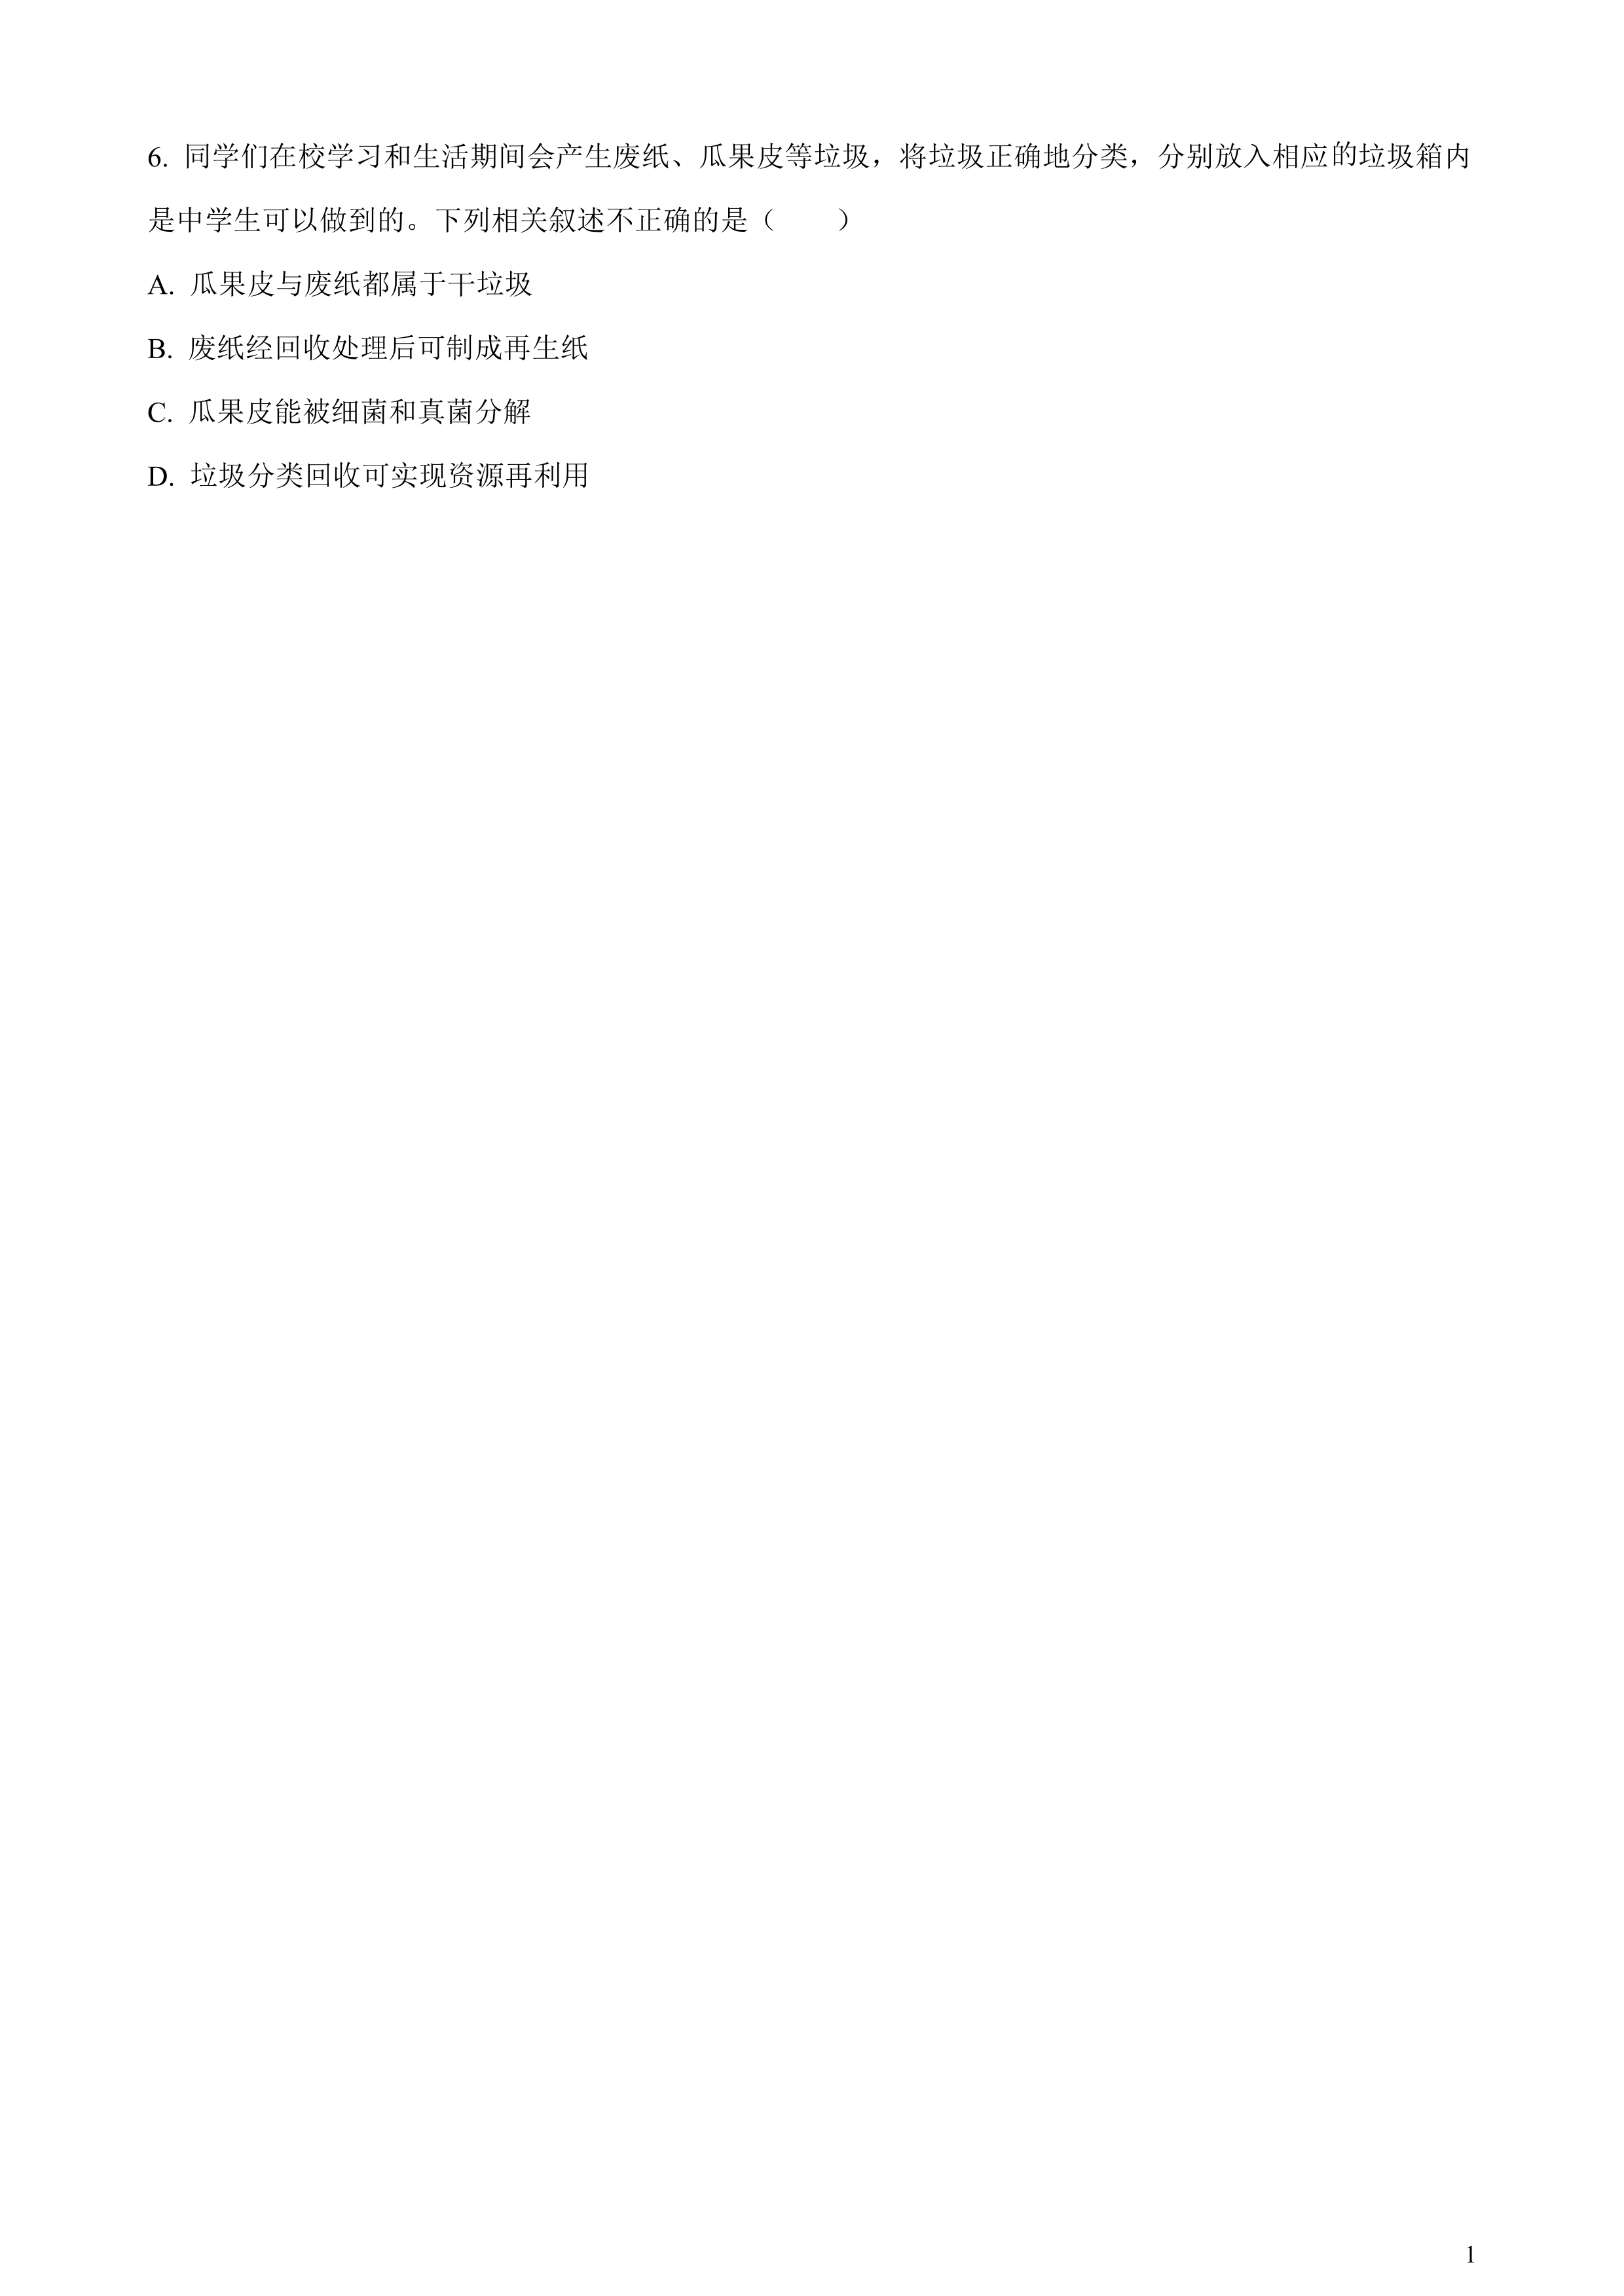 6. 同学们在校学习和生活期间会产生废纸、瓜果皮等垃圾，将垃圾正确地分类，分别放入相应的垃圾箱内
是中学生可以做到的。下列相关叙述不正确的是（　　）
A. 瓜果皮与废纸都属于干垃圾
B. 废纸经回收处理后可制成再生纸
C. 瓜果皮能被细菌和真菌分解
D. 垃圾分类回收可实现资源再利用
1